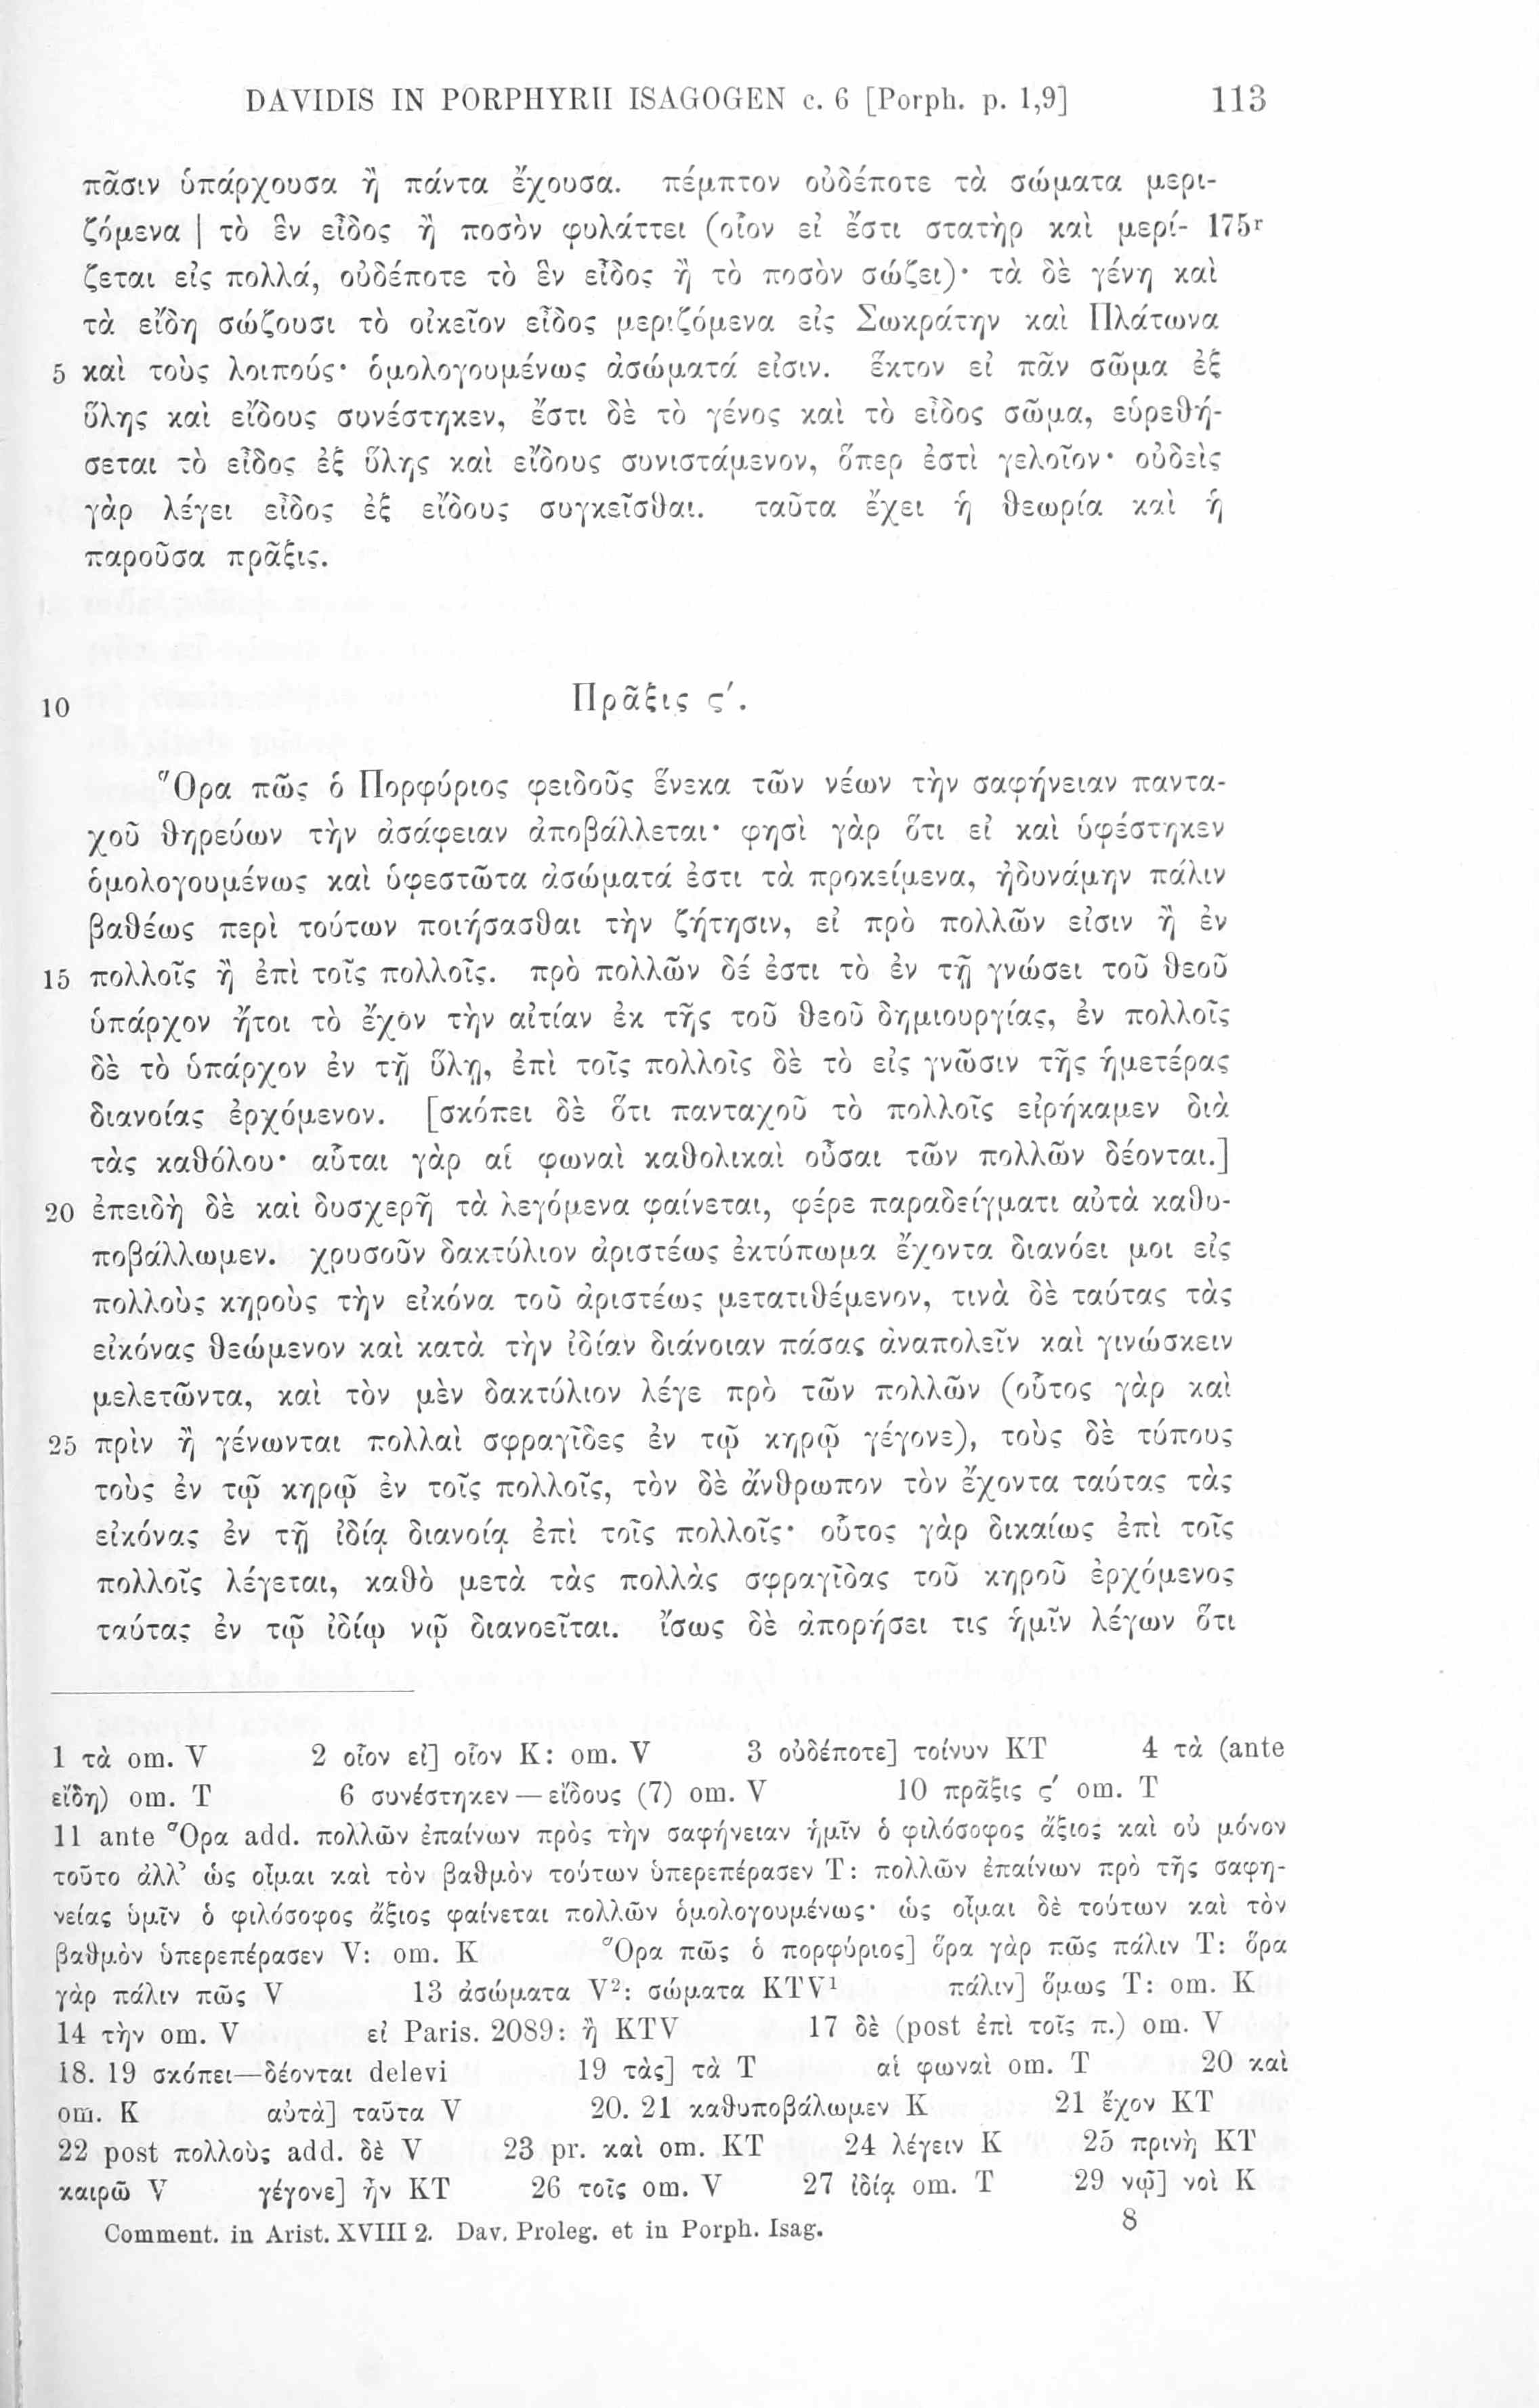 DAVIDIS IN PORPHYRII ISAGOGEN c. 6 [Porph. p. 1,9] 113
πᾶσιν ὑπάρχουσα ἢ πάντα ἔχουσα. πέμπτον οὐδέποτε τὰ σώματα μερι-
ζόμενα | τὸ ἓν εἶδος ἢ ποσὸν φυλάττει (οἷον εἰ ἔστι στατὴρ καὶ μερί- 175r
ζεται εἰς πολλά, οὐδέποτε τὸ ἓν εἶδος ἢ τὸ ποσὸν σώζει)· τὰ δὲ γένη καὶ
τὰ εἴδη σώζουσι τὸ οἰκεῖον εἶδος μεριζόμενα εἰς Σωκράτην καὶ Πλάτωνα
5 καὶ τοὺς λοιπούς· ὁμολογουμένως ἀσώματά εἰσιν. ἕκτον εἰ πᾶν σῶμα ἐξ
ὕλης καὶ εἴδους συνέστηκεν, ἔστι δὲ τὸ γένος καὶ τὸ εἶδος σῶμα, εὑρεθή-
σεται τὸ εἶδος ἐξ ὕλης καὶ εἴδους συνιστάμενον, ὅπερ ἐστὶ γελοῖον· οὐδεὶς
γὰρ λέγει εἶδος ἐξ εἴδους συγκεῖσθαι. ταῦτα ἔχει ἡ θεωρία καὶ ἡ
παροῦσα πρᾶξις.
10 Πρᾶξις ς′.
Ὅρα πῶς ὁ Πορφύριος φειδοῦς ἕνεκα τῶν νέων τὴν σαφήνειαν παντα-
χοῦ θηρεύων τὴν ἀσάφειαν ἀποβάλλεται· φησὶ γὰρ ὅτι εἰ καὶ ὑφέστηκεν
ὁμολογουμένως καὶ ὑφεστῶτα ἀσώματά ἐστι τὰ προκείμενα, ἠδυνάμην πάλιν
βαθέως περὶ τούτων ποιήσασθαι τὴν ζήτησιν, εἰ πρὸ πολλῶν εἰσιν ἢ ἐν
15 πολλοῖς ἢ ἐπὶ τοῖς πολλοῖς. πρὸ πολλῶν δέ ἐστι τὸ ἐν τῇ γνώσει τοῦ θεοῦ
ὑπάρχον ἤτοι τὸ ἔχον τὴν αἰτίαν ἐκ τῆς τοῦ θεοῦ δημιουργίας, ἐν πολλοῖς
δὲ τὸ ὑπάρχον ἐν τῇ ὕλῃ, ἐπὶ τοῖς πολλοῖς δὲ τὸ εἰς γνῶσιν τῆς ἡμετέρας
διανοίας ἐρχόμενον. [σκόπει δὲ ὅτι πανταχοῦ τὸ πολλοῖς εἰρήκαμεν διὰ
τὰς καθόλου· αὗται γὰρ αἱ φωναὶ καθολικαὶ οὖσαι τῶν πολλῶν δέονται.]
20 ἐπειδὴ δὲ καὶ δυσχερῆ τὰ λεγόμενα φαίνεται, φέρε παραδείγματι αὐτὰ καθυ-
ποβάλλωμεν. χρυσοῦν δακτύλιον ἀριστέως ἐκτύπωμα ἔχοντα διανόει μοι εἰς
πολλοὺς κηροὺς τὴν εἰκόνα τοῦ ἀριστέως μετατιθέμενον, τινὰ δὲ ταύτας τὰς
εἰκόνας θεώμενον καὶ κατὰ τὴν ἰδίαν διάνοιαν πάσας ἀναπολεῖν καὶ γινώσκειν
μελετῶντα, καὶ τὸν μὲν δακτύλιον λέγε πρὸ τῶν πολλῶν (οὗτος γὰρ καὶ
25 πρὶν ἢ γένωνται πολλαὶ σφραγῖδες ἐν τῷ κηρῷ γέγονε), τοὺς δὲ τύπους
τοὺς ἐν τῷ κηρῷ ἐν τοῖς πολλοῖς, τὸν δὲ ἄνθρωπον τὸν ἔχοντα ταύτας τὰς
εἰκόνας ἐν τῇ ἰδίᾳ διανοίᾳ ἐπὶ τοῖς πολλοῖς· οὗτος γὰρ δικαίως ἐπὶ τοῖς
πολλοῖς λέγεται, καθὸ μετὰ τὰς πολλὰς σφραγῖδας τοῦ κηροῦ ἐρχόμενος
ταύτας ἐν τῷ ἰδίῳ νῷ διανοεῖται. ἴσως δὲ ἀπορήσει τις ἡμῖν λέγων ὅτι
1 τὰ om. V 2 οἷον εἰ] οἷον K: om. V 3 οὐδέποτε] τοίνυν KT 4 τὰ (ante
εἴδη) om. T 6 συνέστηκεν — εἴδους (7) om. V 10 πρᾶξις ς′ om. T
11 ante Ὅρα add. πολλῶν ἐπαίνων πρὸς τὴν σαφήνειαν ἡμῖν ὁ φιλόσοφος ἄξιος καὶ οὐ μόνον
τοῦτο ἀλλ’ ὡς οἶμαι καὶ τὸν βαθμὸν τούτων ὑπερεπέρασεν T: πολλῶν ἐπαίνων πρὸ τῆς σαφη-
νείας ὑμῖν ὁ φιλόσοφος ἄξιος φαίνεται πολλῶν ὁμολογουμένως· ὡς οἶμαι δὲ τούτων καὶ τὸν
βαθμὸν ὑπερεπέρασεν V: om. K Ὅρα πῶς ὁ πορφύριος] ὅρα γὰρ πῶς πάλιν T: ὅρα
γὰρ πάλιν πῶς V 13 ἀσώματα V²: σώματα KTV¹ πάλιν] ὅμως T: om. K
14 τὴν om. V εἰ Paris. 2089: ἢ KTV 17 δὲ (post ἐπὶ τοῖς π.) om. V
18. 19 σκόπει—δέονται delevi 19 τὰς] τὰ T αἱ φωναὶ om. T 20 καὶ
om. K αὐτὰ] ταῦτα V 20. 21 καθυποβάλωμεν K 21 ἔχον KT
22 post πολλοὺς add. δὲ V 23 pr. καὶ om. KT 24 λέγειν K 25 πρινὴ KT
καιρῶ V γέγονε] ἦν KT 26 τοῖς om. V 27 ἰδίᾳ om. T 29 νῷ] νοῒ K
Comment. in Arist. XVIII 2. Dav. Proleg. et in Porph. Isag. 8